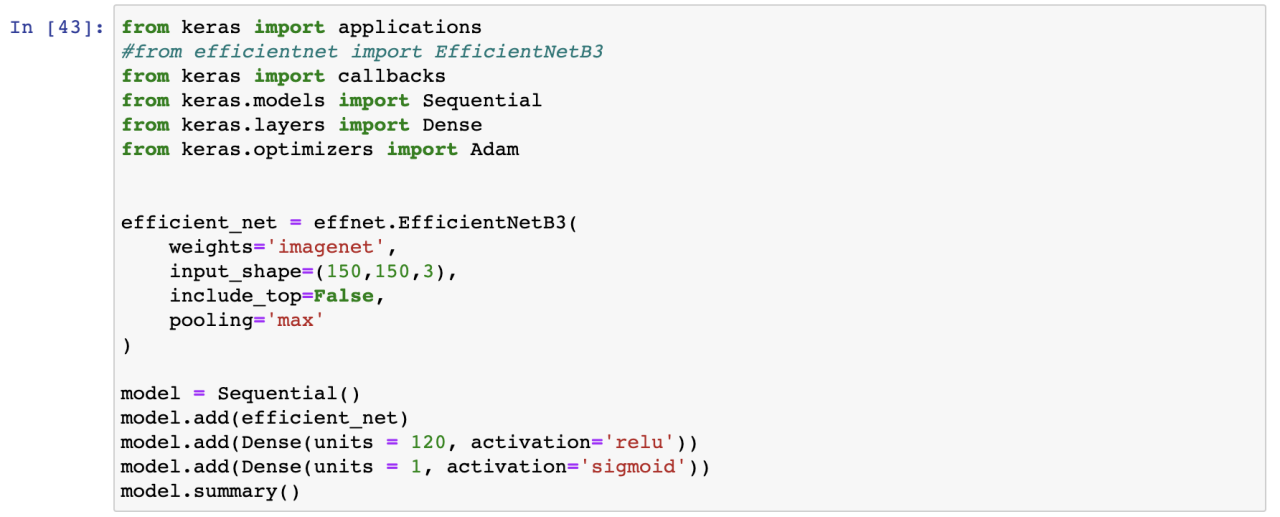 In [43]: from keras import applications
#from efficientnet import EfficientNetB3
from keras import callbacks
from keras.models import Sequential
from keras.layers import Dense
from keras.optimizers import Adam
efficient_net = effnet.EfficientNetB3(
    weights='imagenet',
    input_shape=(150,150,3),
    include_top=False,
    pooling='max'
)
model = Sequential()
model.add(efficient_net)
model.add(Dense(units = 120, activation='relu'))
model.add(Dense(units = 1, activation='sigmoid'))
model.summary()